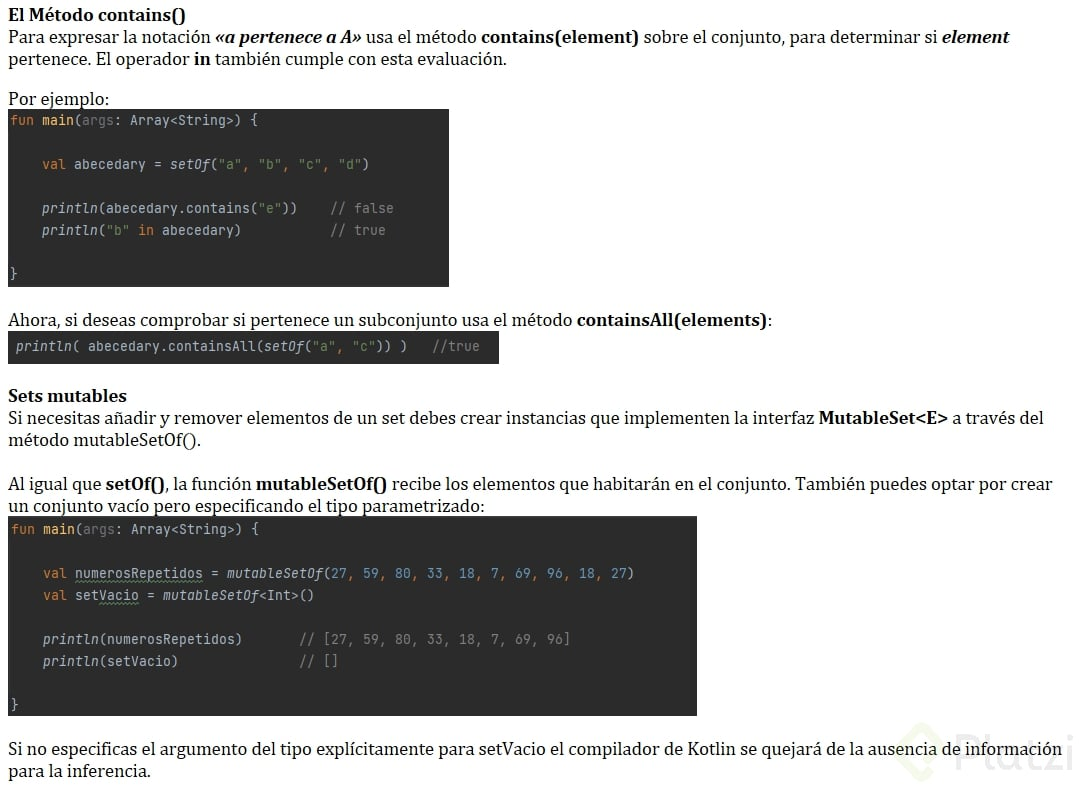 El Método contains()
Para expresar la notación «a pertenece a A» usa el método contains(element) sobre el conjunto, para determinar si element
pertenece. El operador in también cumple con esta evaluación.
Por ejemplo:
fun main(args: Array<String>) {
val abecedary = setOf("a", "b", "c", "d")
println(abecedary.contains("e")) // false
println("b" in abecedary) // true
}
Ahora, si deseas comprobar si pertenece un subconjunto usa el método containsAll(elements):
println( abecedary.containsAll(setOf("a", "c")) ) //true
Sets mutables
Si necesitas añadir y remover elementos de un set debes crear instancias que implementen la interfaz MutableSet<E> a través del
método mutableSetOf().
Al igual que setOf(), la función mutableSetOf() recibe los elementos que habitarán en el conjunto. También puedes optar por crear
un conjunto vacío pero especificando el tipo parametrizado:
fun main(args: Array<String>) {
val numerosRepetidos = mutableSetOf(27, 59, 80, 33, 18, 7, 69, 96, 18, 27)
val setVacio = mutableSetOf<Int>()
println(numerosRepetidos) // [27, 59, 80, 33, 18, 7, 69, 96]
println(setVacio) // []
}
Si no especificas el argumento del tipo explícitamente para setVacio el compilador de Kotlin se quejará de la ausencia de información
para la inferencia.
Platzi